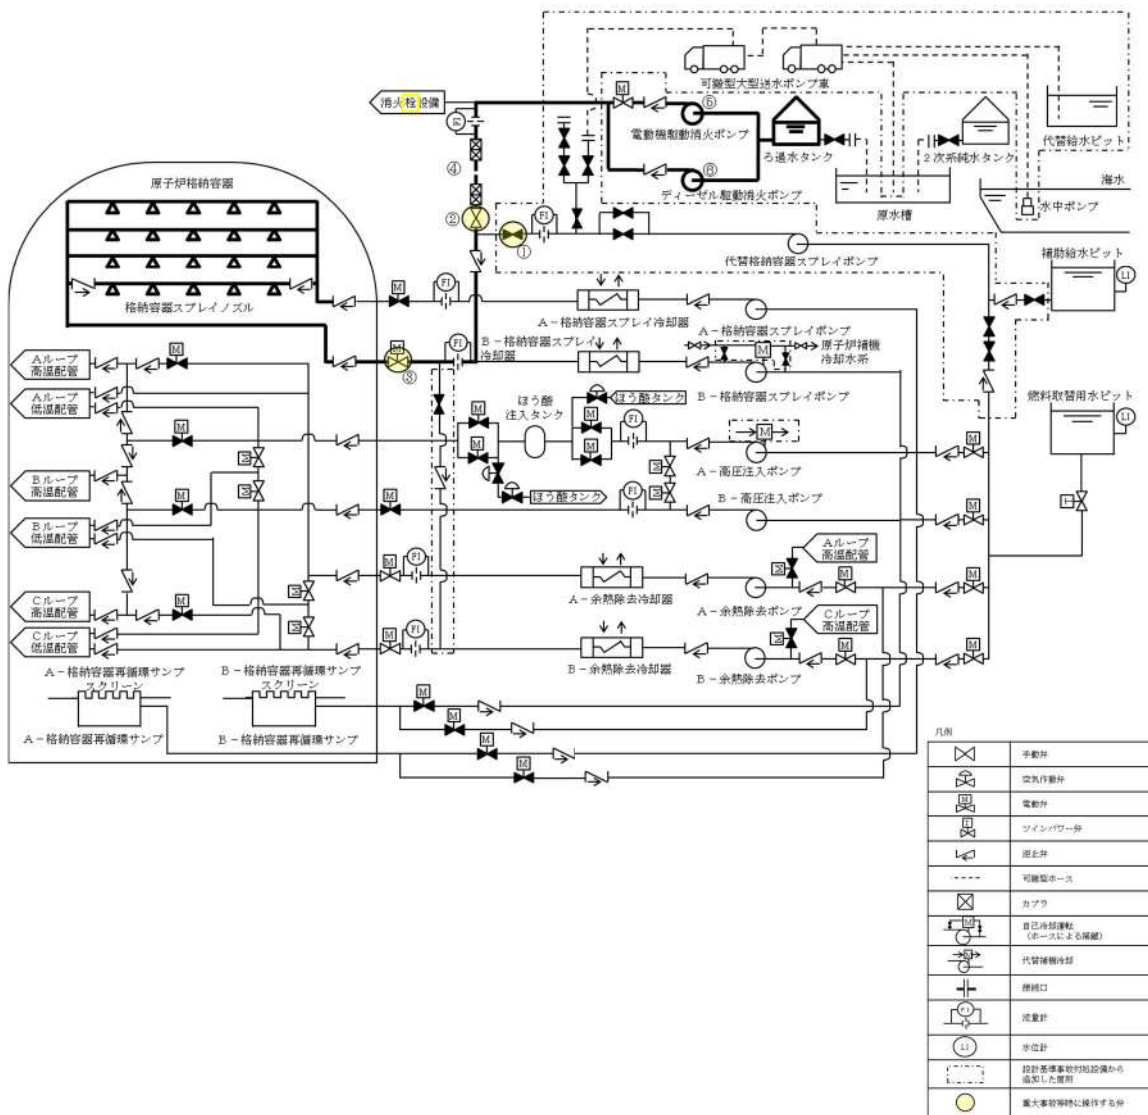 可搬型大型送水ポンプ車
消火栓設備
M
⑤
FI
電動機駆動消火ポンプ
ろ過水タンク
2次系純水タンク
代替給水ピット
④
⑥
ディーゼル駆動消火ポンプ
原水槽
海水
水中ポンプ
原子炉格納容器
②
①
FI
代替格納容器スプレイポンプ
補助給水ピット
LI
格納容器スプレイノズル
M
FI
A-格納容器スプレイ冷却器
A-格納容器スプレイポンプ
B-格納容器スプレイ
冷却器
原子炉補機
冷却水系
M
FI
M
③
B-格納容器スプレイポンプ
燃料取替用水ピット
LI
Aループ
高温配管
M
Aループ
低温配管
ほう酸
注入タンク
ほう酸タンク
M
M
FI
M
M
M
M
M
M
A-高圧注入ポンプ
M
Bループ
高温配管
M
M
ほう酸タンク
FI
M
B-高圧注入ポンプ
M
M
Bループ
低温配管
Aループ
高温配管
M
FI
M
M
M
Cループ
高温配管
M
M
M
A-余熱除去冷却器
A-余熱除去ポンプ
Cループ
高温配管
Cループ
低温配管
M
FI
M
M
M
B-余熱除去冷却器
B-余熱除去ポンプ
A-格納容器再循環サンプ
スクリーン
B-格納容器再循環サンプ
スクリーン
M
M
A-格納容器再循環サンプ
B-格納容器再循環サンプ
M
M
凡例
手動弁
空気作動弁
M
電動弁
T
ツインパワー弁
逆止弁
可搬型ホース
カプラ
M
自己冷却運転
(ホースによる隔離)
M
代替補機冷却
接続口
FI
流量計
LI
水位計
設計基準事故対処設備から
追加した箇所
重大事故等時に操作する弁